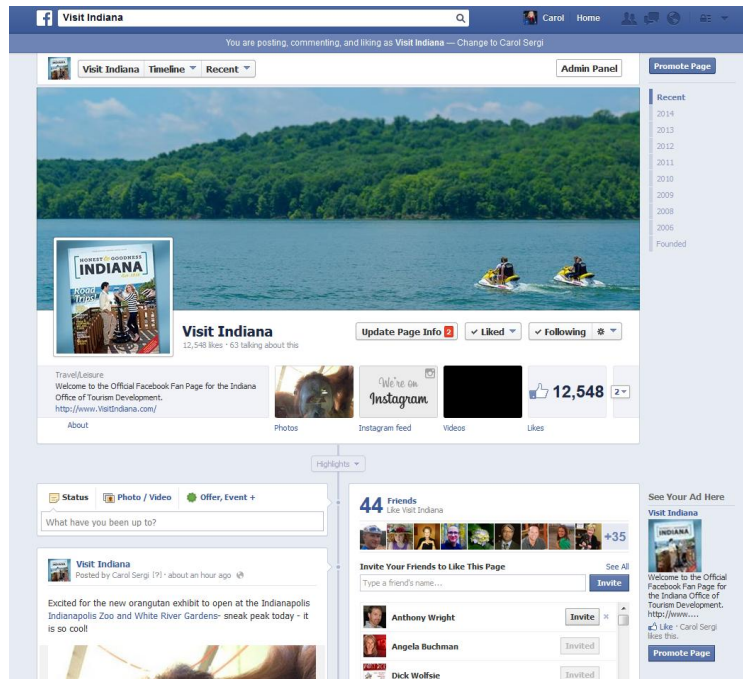 Visit Indiana
Carol Home
You are posting, commenting, and liking as Visit Indiana — Change to Carol Sergi
Visit Indiana Timeline Recent
Admin Panel
Promote Page
Recent
2014
2013
2012
2011
2010
2009
2008
2006
Founded
HONEST to GOODNESS
INDIANA
Road
Trips!
Visit Indiana
12,548 likes · 63 talking about this
Update Page Info 2
Liked
Following
Travel/Leisure
Welcome to the Official Facebook Fan Page for the Indiana
Office of Tourism Development.
http://www.VisitIndiana.com/
About
We're on
Instagram
12,548
2
Photos
Instagram feed
Videos
Likes
Highlights
Status
Photo / Video
Offer, Event +
What have you been up to?
Visit Indiana
Posted by Carol Sergi [?] · about an hour ago
Excited for the new orangutan exhibit to open at the Indianapolis
Indianapolis Zoo and White River Gardens- sneak peak today - it
is so cool!
44 Friends
Like Visit Indiana
+35
Invite Your Friends to Like This Page
See All
Type a friend's name...
Invite
Anthony Wright
Invite
Angela Buchman
Invited
Dick Wolfsie
Invited
See Your Ad Here
Visit Indiana
INDIANA
Welcome to the Official
Facebook Fan Page for
the Indiana Office of
Tourism Development.
http://www....
Like · Carol Sergi
likes this.
Promote Page